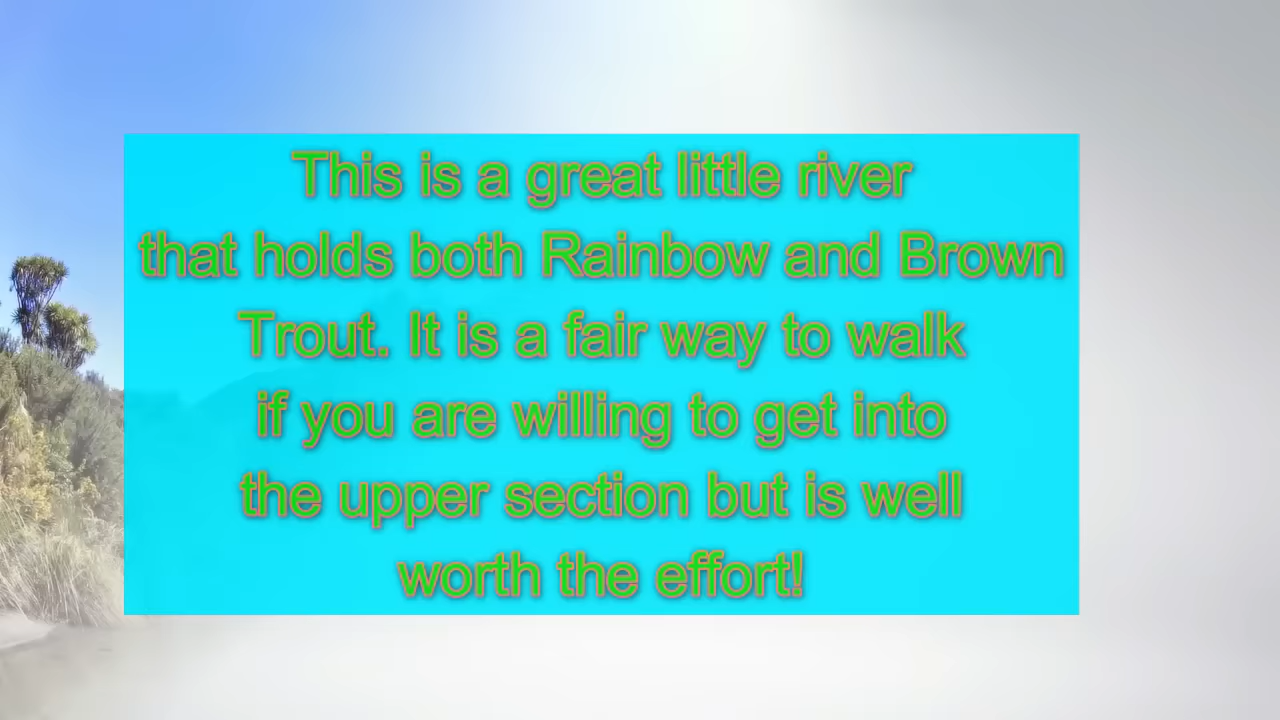 This is a great little river
that holds both Rainbow and Brown
Trout. It is a fair way to walk
if you are willing to get into
the upper section but is well
worth the effort!